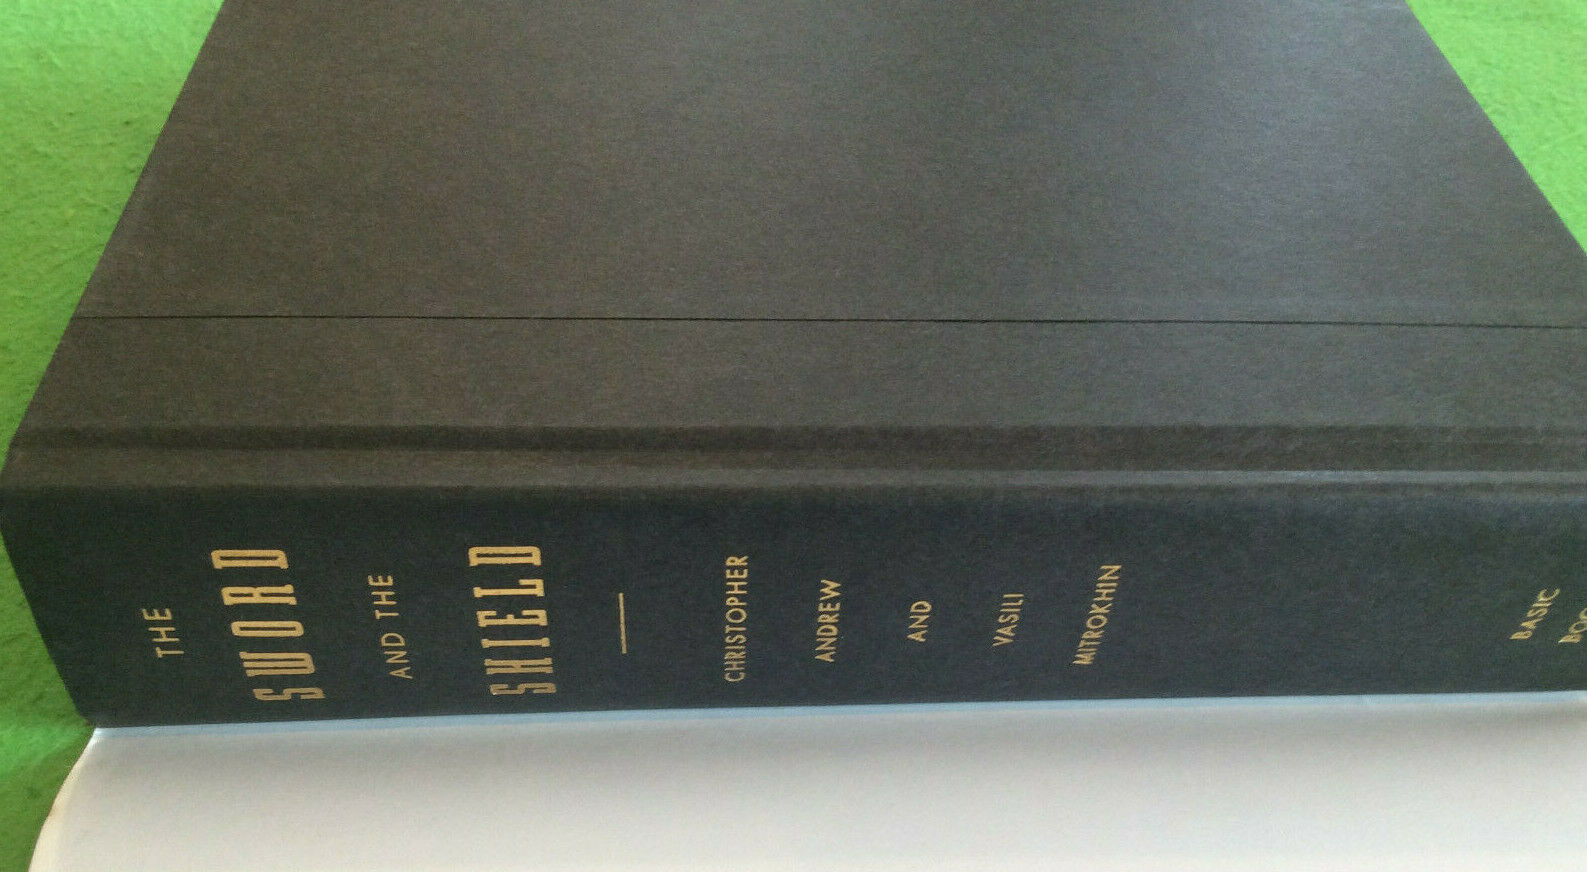 THE
SWORD
AND THE
SHIELD
CHRISTOPHER
ANDREW
AND
VASILI
MITROKHIN
BASIC